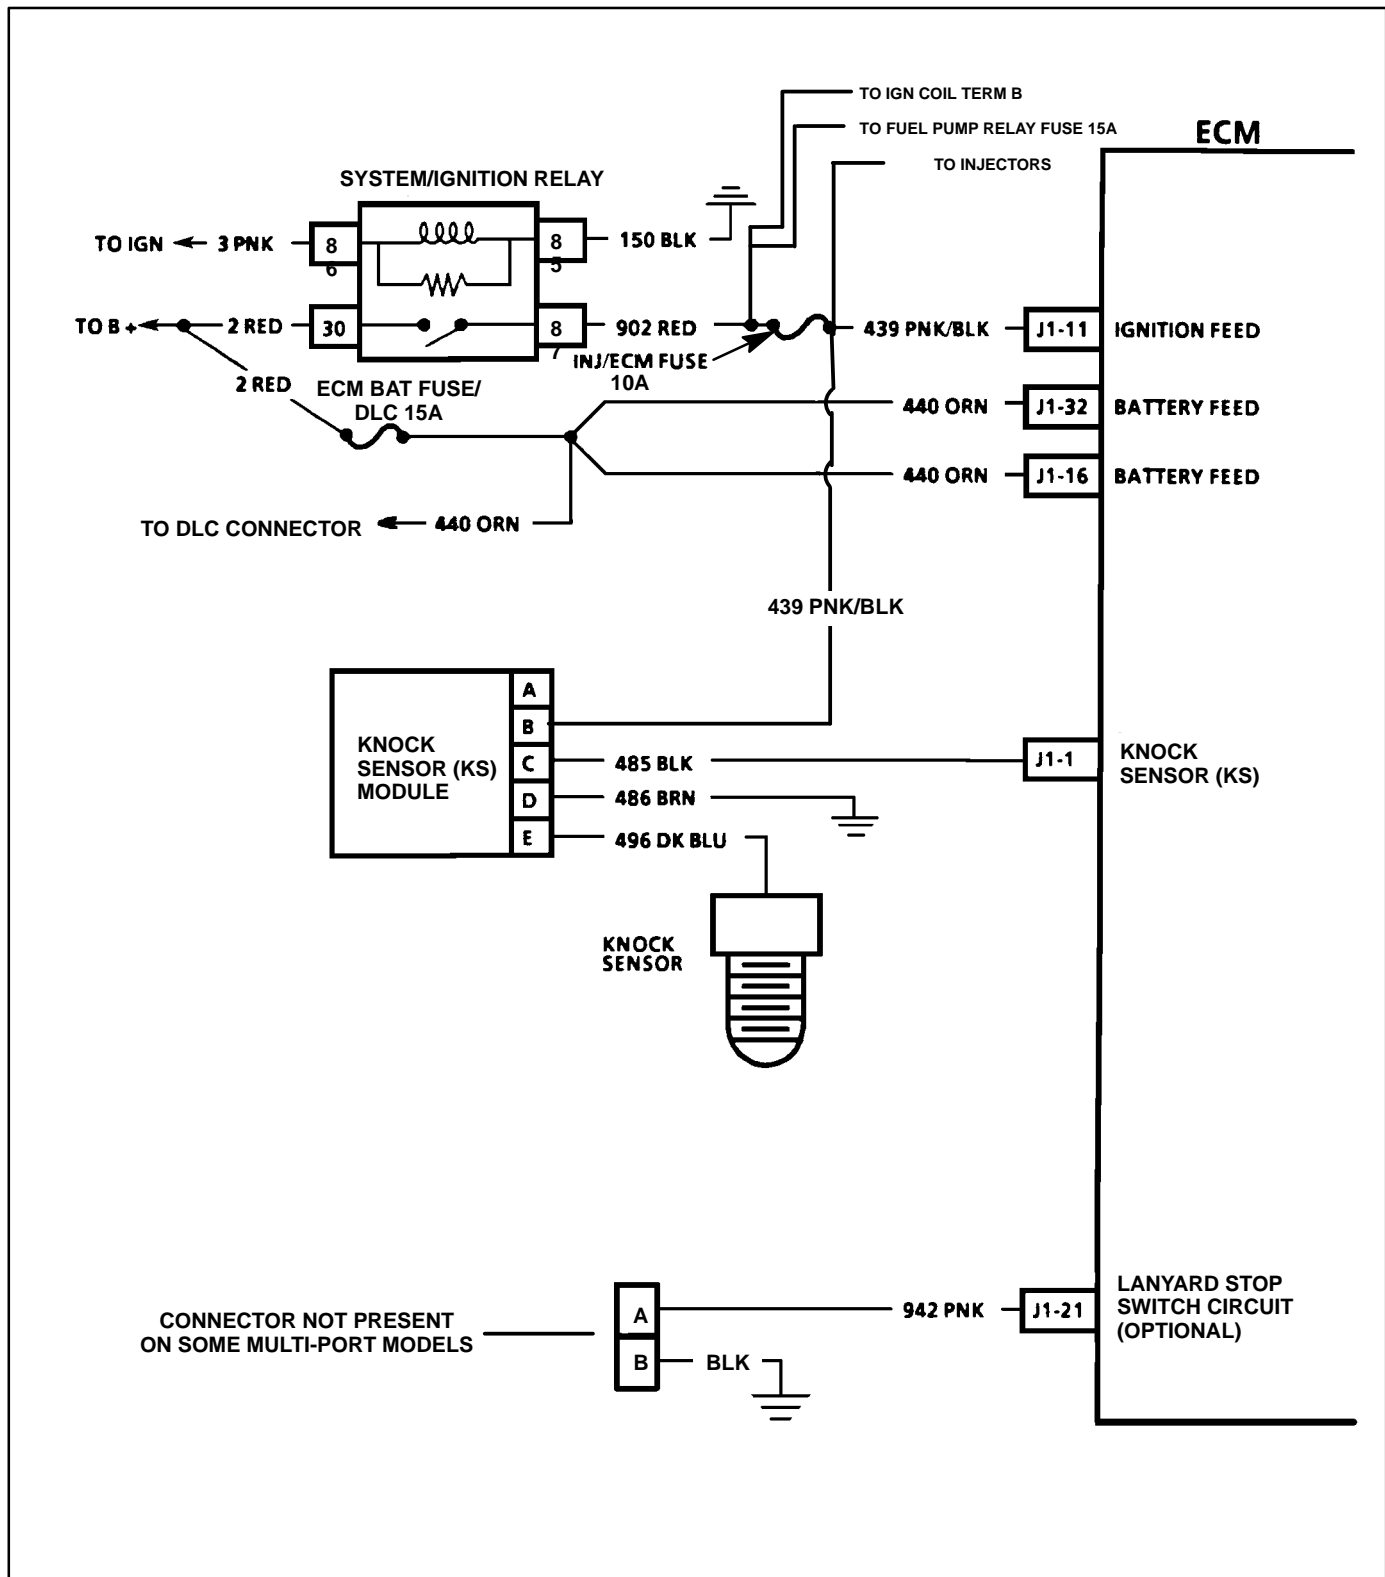 TO IGN COIL TERM B
TO FUEL PUMP RELAY FUSE 15A
ECM
TO INJECTORS
SYSTEM/IGNITION RELAY
TO IGN
3 PNK
8
6
8
5
150 BLK
TO B +
2 RED
30
8
7
902 RED
439 PNK/BLK
J1-11
IGNITION FEED
INJ/ECM FUSE
10A
2 RED
ECM BAT FUSE/
DLC 15A
440 ORN
J1-32
BATTERY FEED
440 ORN
J1-16
BATTERY FEED
TO DLC CONNECTOR
440 ORN
439 PNK/BLK
KNOCK
SENSOR (KS)
MODULE
A
B
C
D
E
485 BLK
486 BRN
496 DK BLU
J1-1
KNOCK
SENSOR (KS)
KNOCK
SENSOR
CONNECTOR NOT PRESENT
ON SOME MULTI-PORT MODELS
A
B
942 PNK
BLK
J1-21
LANYARD STOP
SWITCH CIRCUIT
(OPTIONAL)